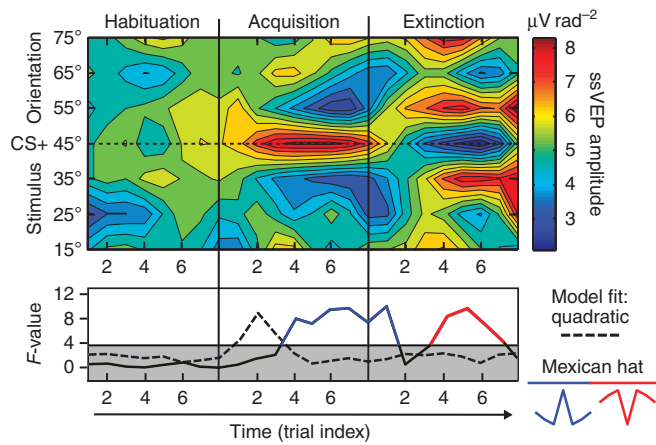 Habituation Acquisition Extinction
µV rad⁻²
75°
65°
55°
CS+ 45°
35°
25°
15°
Stimulus Orientation
2 4 6 2 4 6 2 4 6
8
7
6
5
4
3
ssVEP amplitude
12
8
4
0
F-value
2 4 6 2 4 6 2 4 6
Time (trial index)
Model fit:
quadratic
Mexican hat